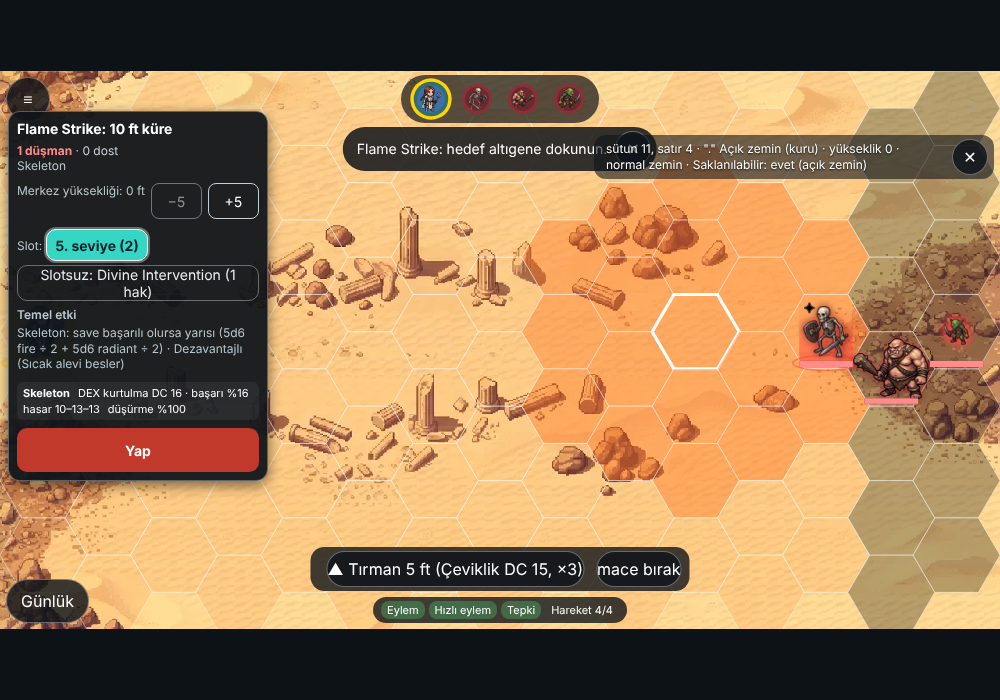 ≡
Flame Strike: 10 ft küre
1 düşman · 0 dost
Skeleton
Merkez yüksekliği: 0 ft
−5
+5
Slot:
5. seviye (2)
Slotsuz: Divine Intervention (1
hak)
Temel etki
Skeleton: save başarılı olursa yarısı (5d6
fire ÷ 2 + 5d6 radiant ÷ 2) · Dezavantajlı
(Sıcak alevi besler)
Skeleton DEX kurtulma DC 16 · başarı %16
hasar 10–13–13 düşürme %100
Yap
Flame Strike: hedef altıgene dokunun
sütun 11, satır 4 · "." Açık zemin (kuru) · yükseklik 0 ·
normal zemin · Saklanılabilir: evet (açık zemin)
✕
▲ Tırman 5 ft (Çeviklik DC 15, ×3)
mace bırak
Eylem
Hızlı eylem
Tepki
Hareket 4/4
Günlük